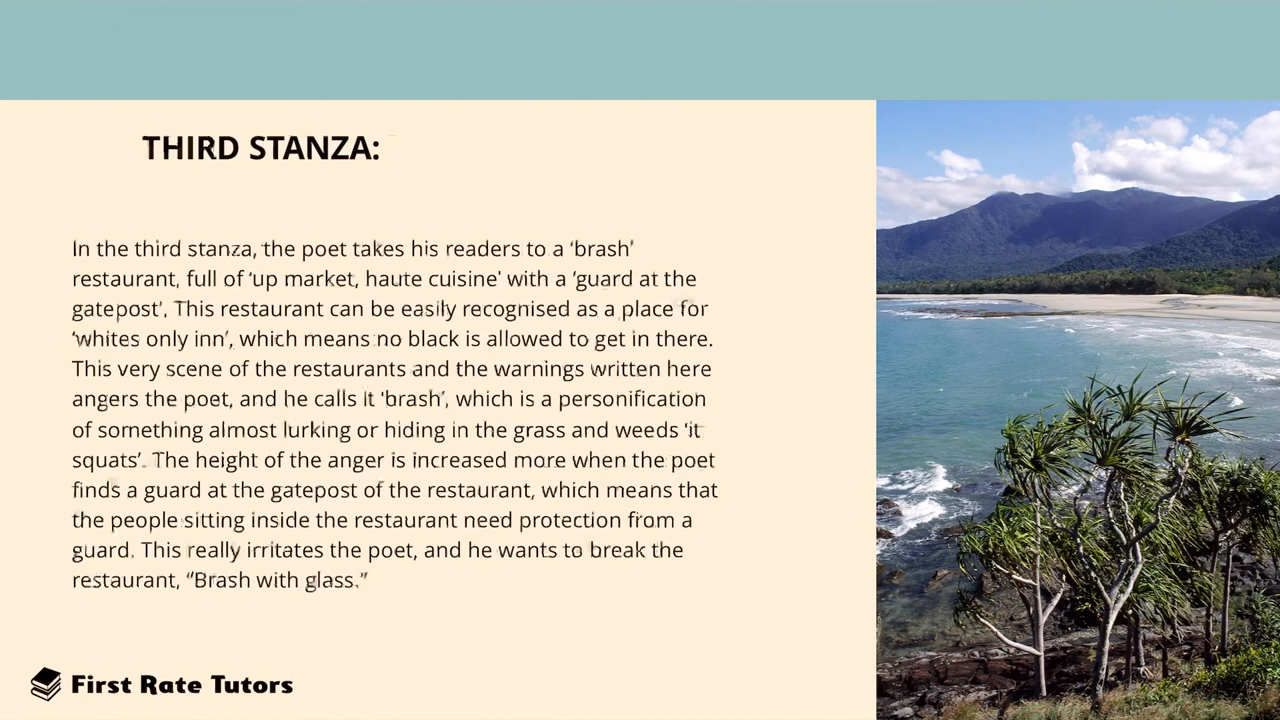 THIRD STANZA:
In the third stanza, the poet takes his readers to a ‘brash’
restaurant, full of ‘up market, haute cuisine' with a ‘guard at the
gatepost’. This restaurant can be easily recognised as a place for
‘whites only inn’, which means no black is allowed to get in there.
This very scene of the restaurants and the warnings written here
angers the poet, and he calls it 'brash’, which is a personification
of something almost lurking or hiding in the grass and weeds 'it
squats’. The height of the anger is increased more when the poet
finds a guard at the gatepost of the restaurant, which means that
the people sitting inside the restaurant need protection from a
guard. This really irritates the poet, and he wants to break the
restaurant, “Brash with glass.”
First Rate Tutors